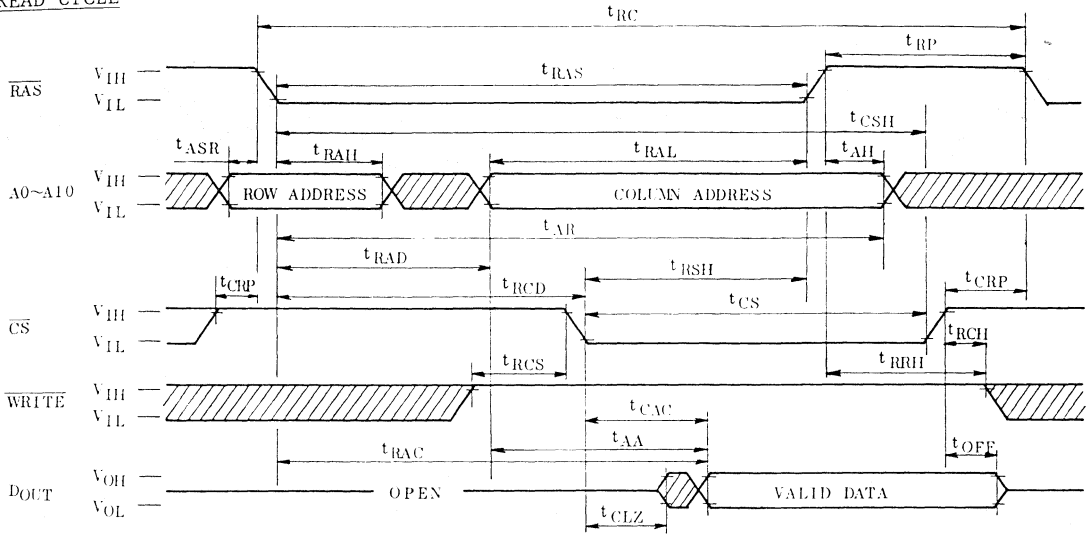 READ CYCLE
tRC
tRP
RAS
VIH
VIL
tRAS
tCSH
tASR
tRAH
tRAL
tAH
A0~A10
VIH
VIL
ROW ADDRESS
COLUMN ADDRESS
tAR
tRAD
tRSH
tCRP
tRCD
tCS
tCRP
CS
VIH
VIL
tRCH
tRCS
tRRH
WRITE
VIH
VIL
tCAC
tAA
tRAC
tOFF
DOUT
VOH
VOL
OPEN
VALID DATA
tCLZ